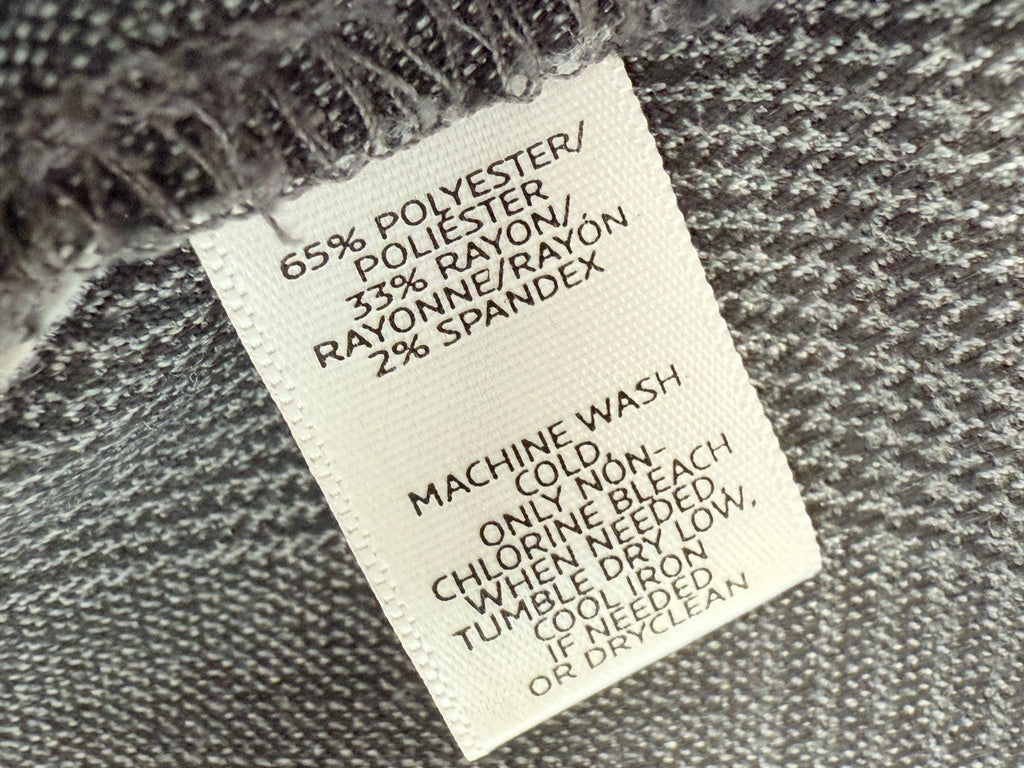 65% POLYESTER/
POLIÉSTER
33% RAYON/
RAYONNE/RAYÓN
2% SPANDEX
MACHINE WASH
COLD,
ONLY NON-
CHLORINE BLEACH
WHEN NEEDED,
TUMBLE DRY LOW,
COOL IRON
IF NEEDED
OR DRYCLEAN